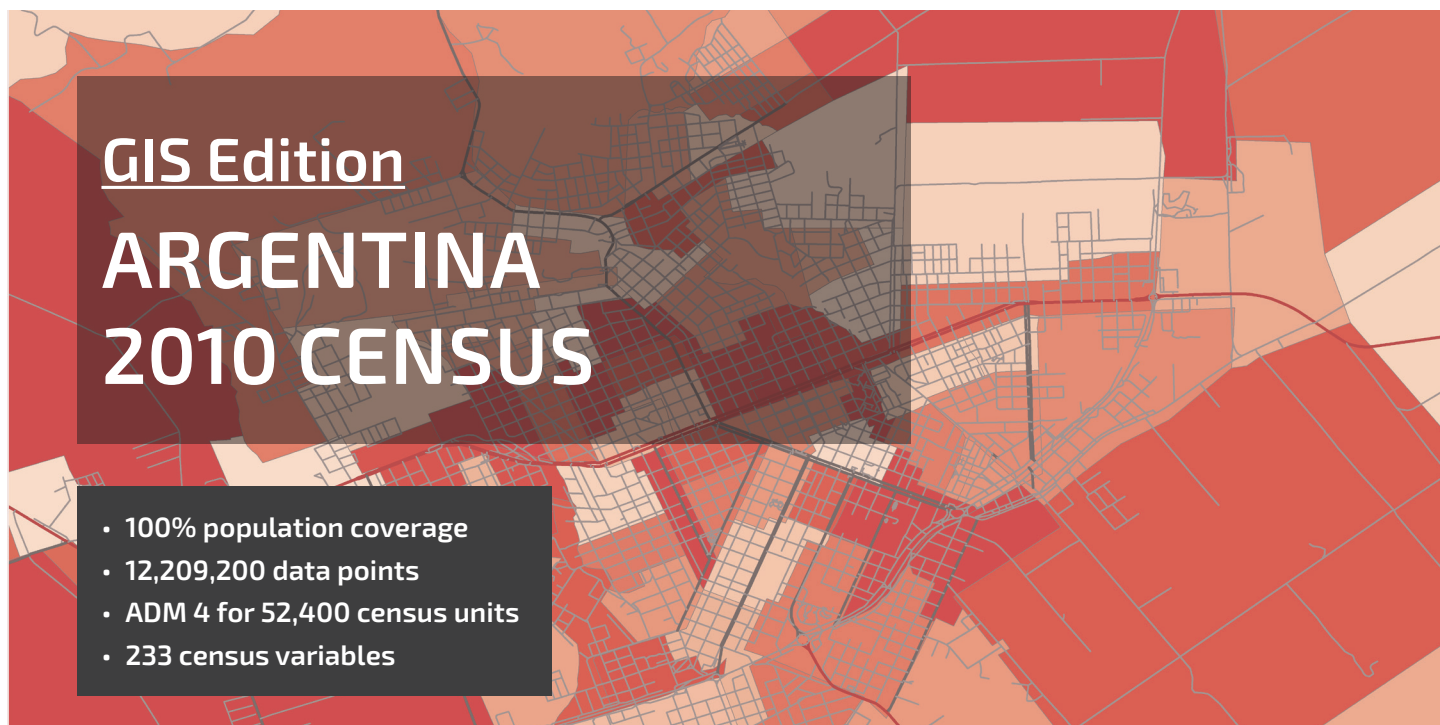 GIS Edition
ARGENTINA
2010 CENSUS
• 100% population coverage
• 12,209,200 data points
• ADM 4 for 52,400 census units
• 233 census variables